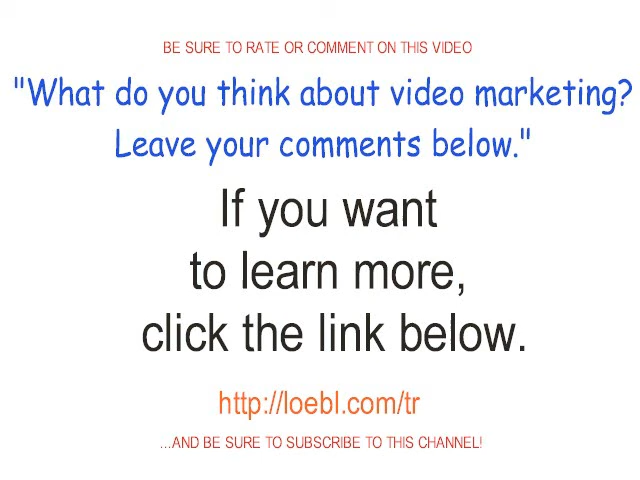 BE SURE TO RATE OR COMMENT ON THIS VIDEO
"What do you think about video marketing?
Leave your comments below."
If you want
to learn more,
click the link below.
http://loebl.com/tr
...AND BE SURE TO SUBSCRIBE TO THIS CHANNEL!